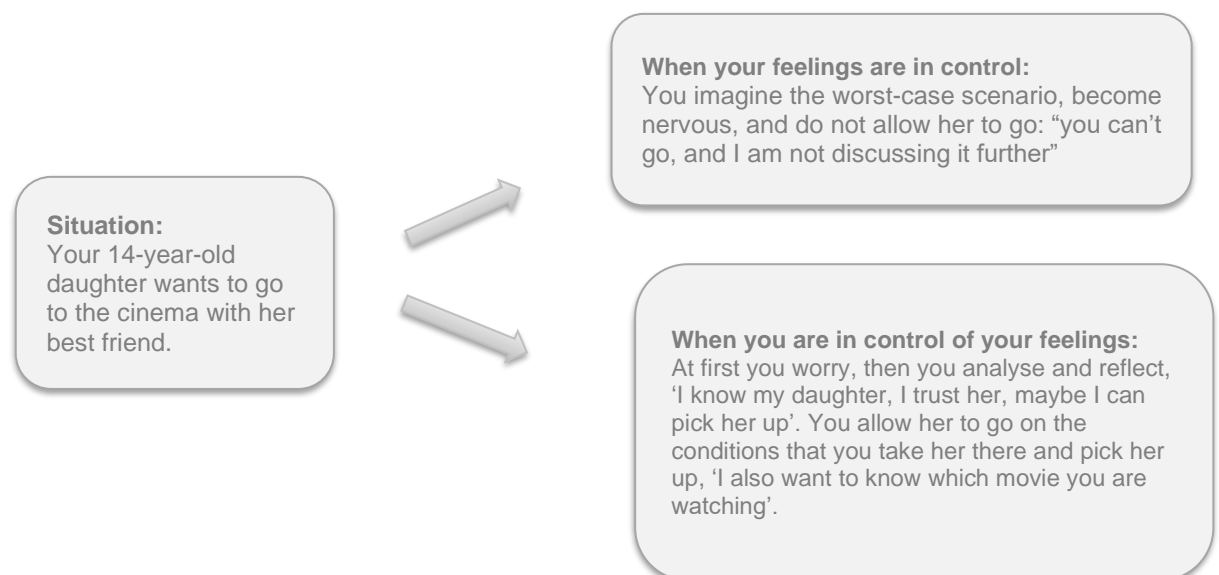 Situation:
Your 14-year-old
daughter wants to go
to the cinema with her
best friend.
When your feelings are in control:
You imagine the worst-case scenario, become
nervous, and do not allow her to go: “you can’t
go, and I am not discussing it further”
When you are in control of your feelings:
At first you worry, then you analyse and reflect,
‘I know my daughter, I trust her, maybe I can
pick her up’. You allow her to go on the
conditions that you take her there and pick her
up, ‘I also want to know which movie you are
watching’.